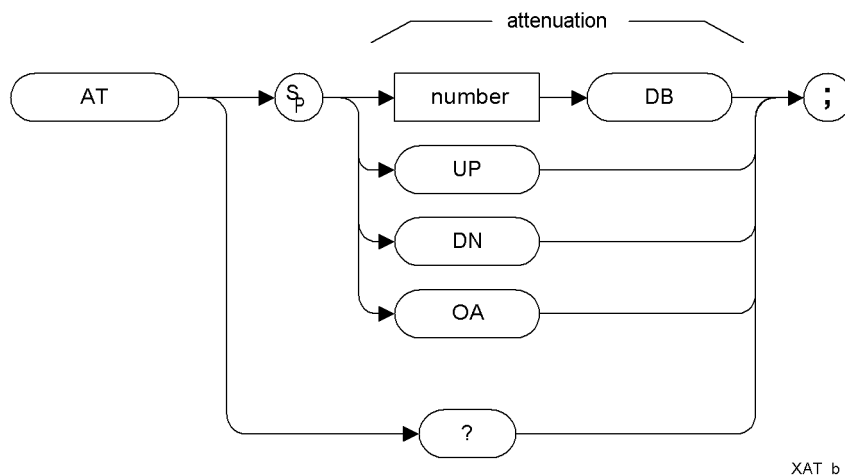 attenuation
AT SP number DB ;
UP
DN
OA
?
XAT b